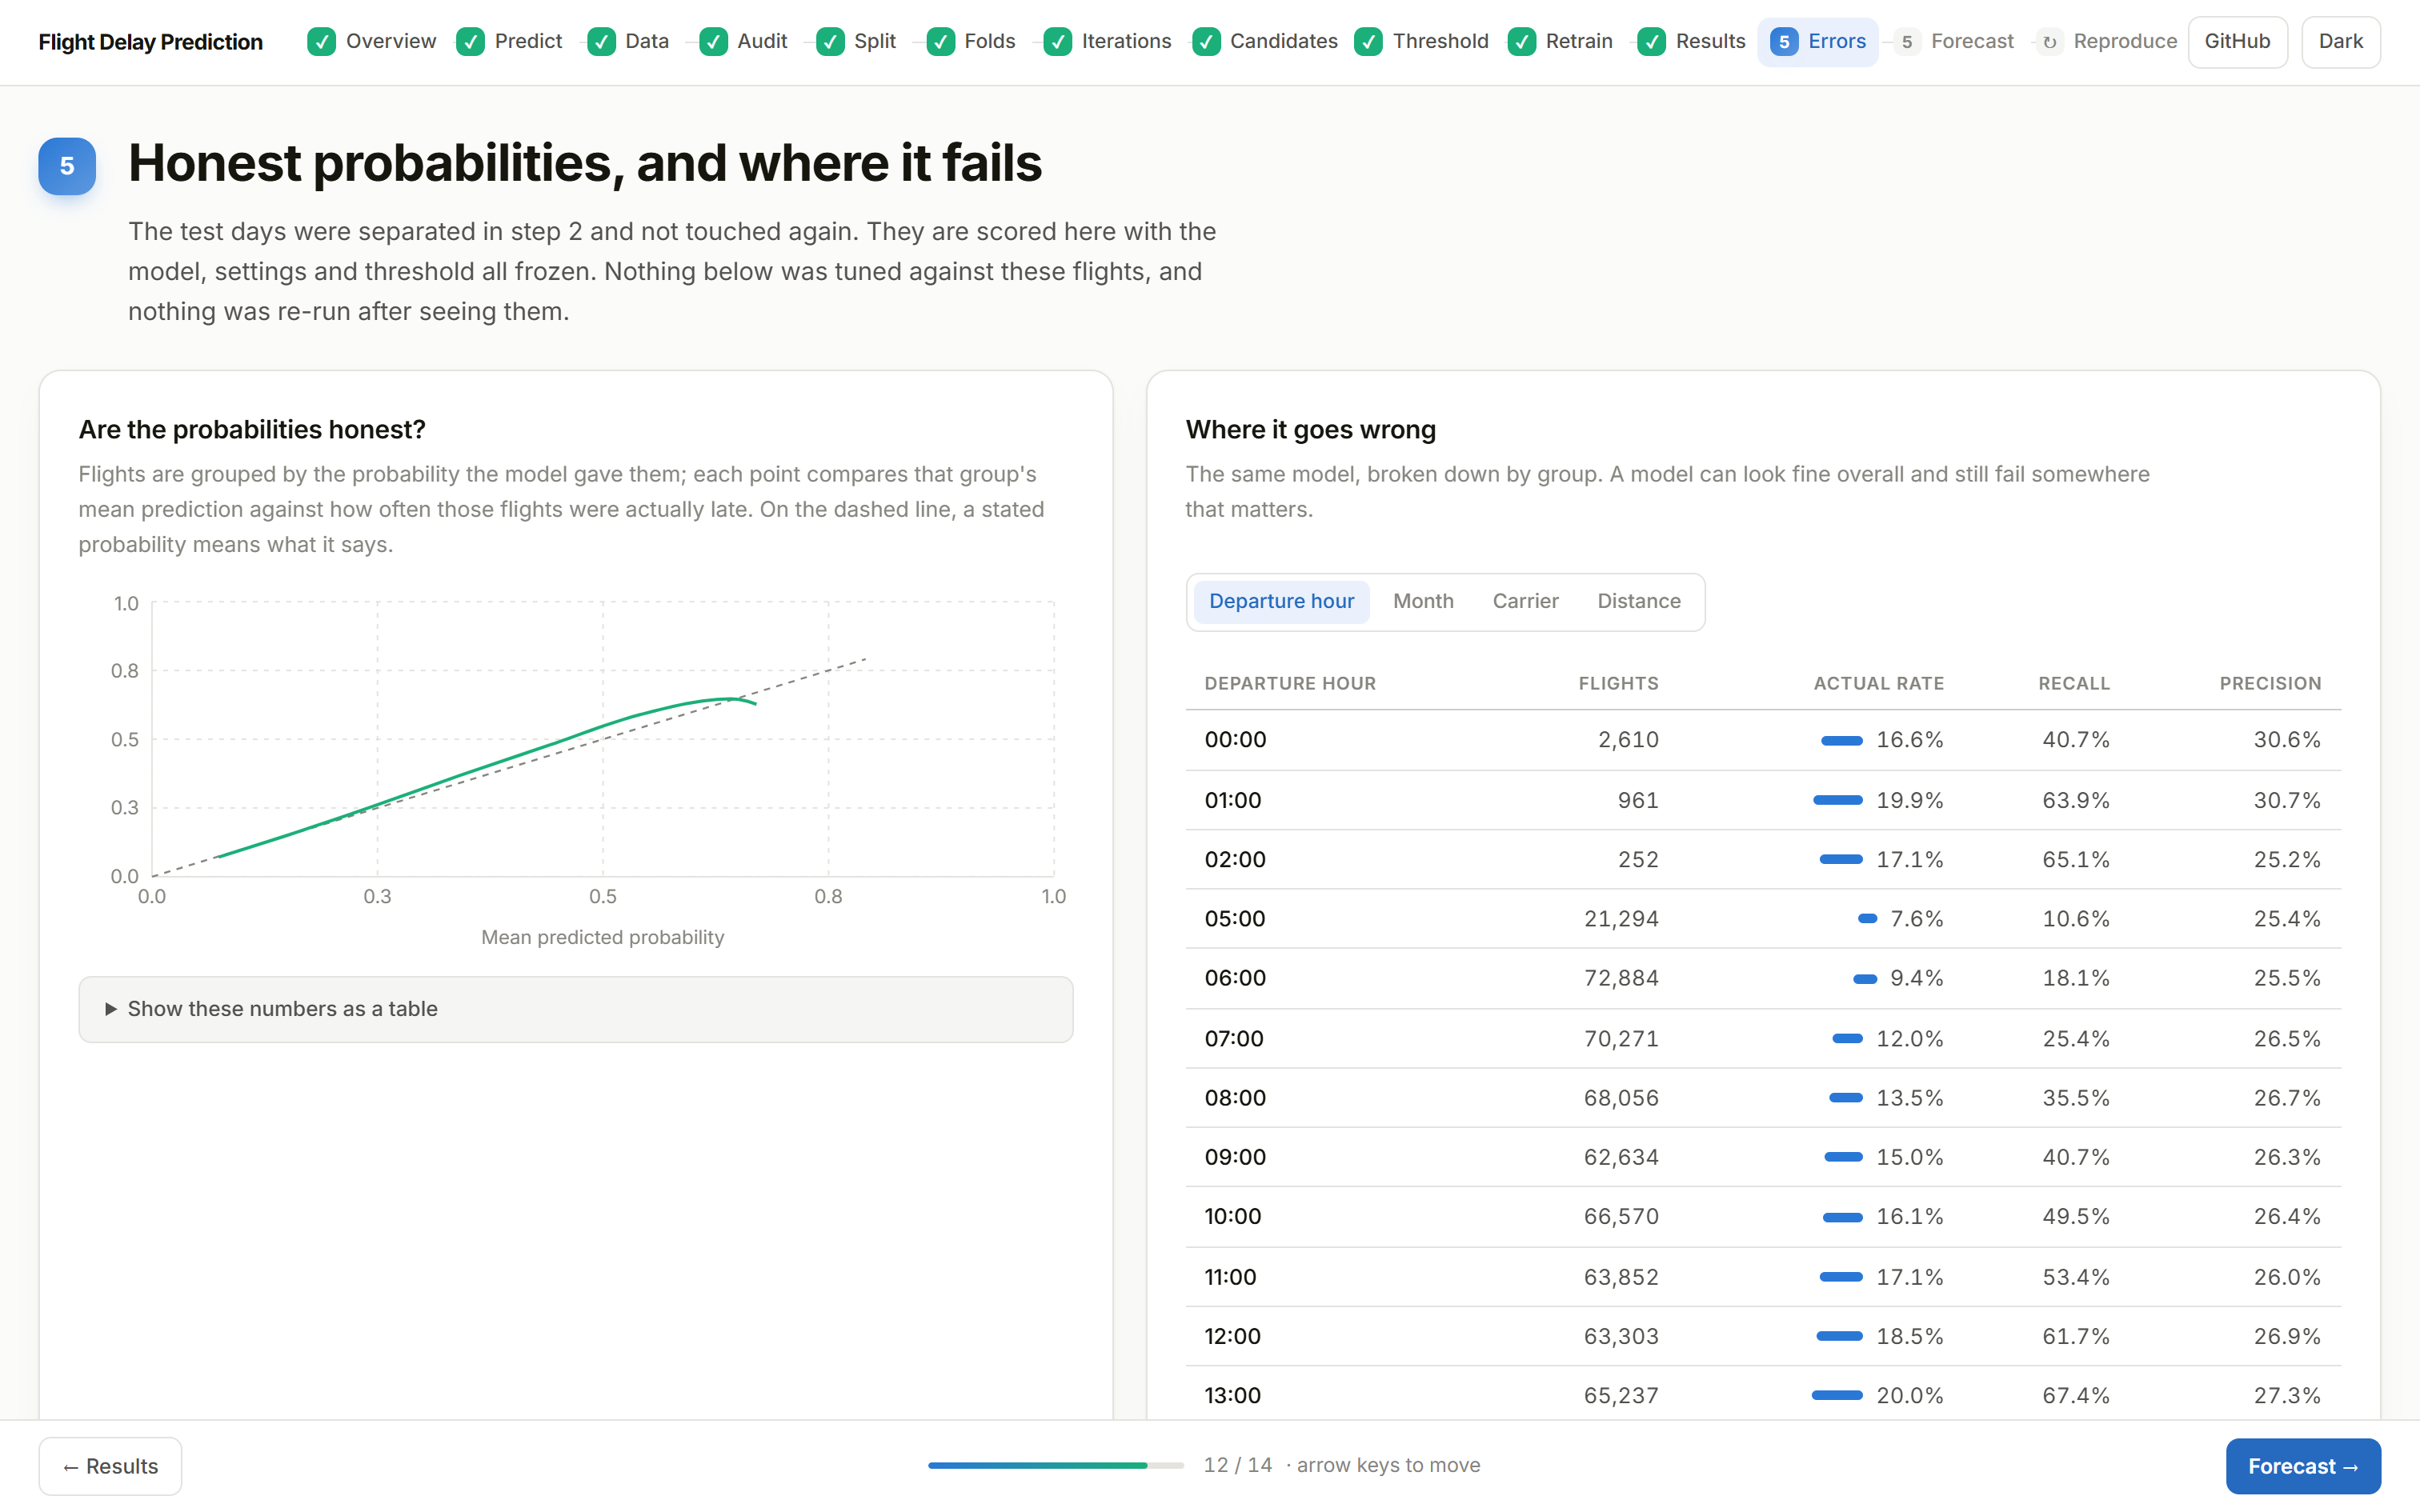 Flight Delay Prediction
✓ Overview ✓ Predict ✓ Data ✓ Audit ✓ Split ✓ Folds ✓ Iterations ✓ Candidates ✓ Threshold ✓ Retrain ✓ Results 5 Errors 5 Forecast ↻ Reproduce GitHub Dark
5 Honest probabilities, and where it fails
The test days were separated in step 2 and not touched again. They are scored here with the
model, settings and threshold all frozen. Nothing below was tuned against these flights, and
nothing was re-run after seeing them.
Are the probabilities honest?
Flights are grouped by the probability the model gave them; each point compares that group's
mean prediction against how often those flights were actually late. On the dashed line, a stated
probability means what it says.
1.0
0.8
0.5
0.3
0.0
0.0 0.3 0.5 0.8 1.0
Mean predicted probability
▶ Show these numbers as a table
Where it goes wrong
The same model, broken down by group. A model can look fine overall and still fail somewhere
that matters.
Departure hour Month Carrier Distance
DEPARTURE HOUR FLIGHTS ACTUAL RATE RECALL PRECISION
00:00 2,610 16.6% 40.7% 30.6%
01:00 961 19.9% 63.9% 30.7%
02:00 252 17.1% 65.1% 25.2%
05:00 21,294 7.6% 10.6% 25.4%
06:00 72,884 9.4% 18.1% 25.5%
07:00 70,271 12.0% 25.4% 26.5%
08:00 68,056 13.5% 35.5% 26.7%
09:00 62,634 15.0% 40.7% 26.3%
10:00 66,570 16.1% 49.5% 26.4%
11:00 63,852 17.1% 53.4% 26.0%
12:00 63,303 18.5% 61.7% 26.9%
13:00 65,237 20.0% 67.4% 27.3%
← Results
12 / 14 · arrow keys to move
Forecast →